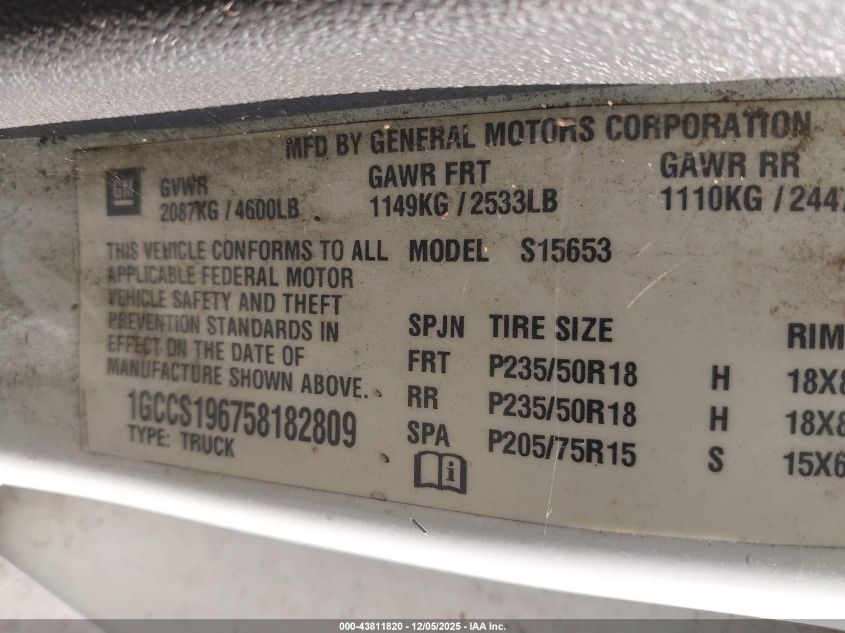 MFD BY GENERAL MOTORS CORPORATION
GM GVWR GAWR FRT GAWR RR
2087KG / 4600LB 1149KG / 2533LB 1110KG / 2447
THIS VEHICLE CONFORMS TO ALL MODEL S15653
APPLICABLE FEDERAL MOTOR
VEHICLE SAFETY AND THEFT
PREVENTION STANDARDS IN SPJN TIRE SIZE RIM
EFFECT ON THE DATE OF FRT P235/50R18 H 18X8
MANUFACTURE SHOWN ABOVE. RR P235/50R18 H 18X8
1GCCS196758182809 SPA P205/75R15 S 15X6
TYPE: TRUCK
000-43811820 - 12/05/2025 - IAA Inc.